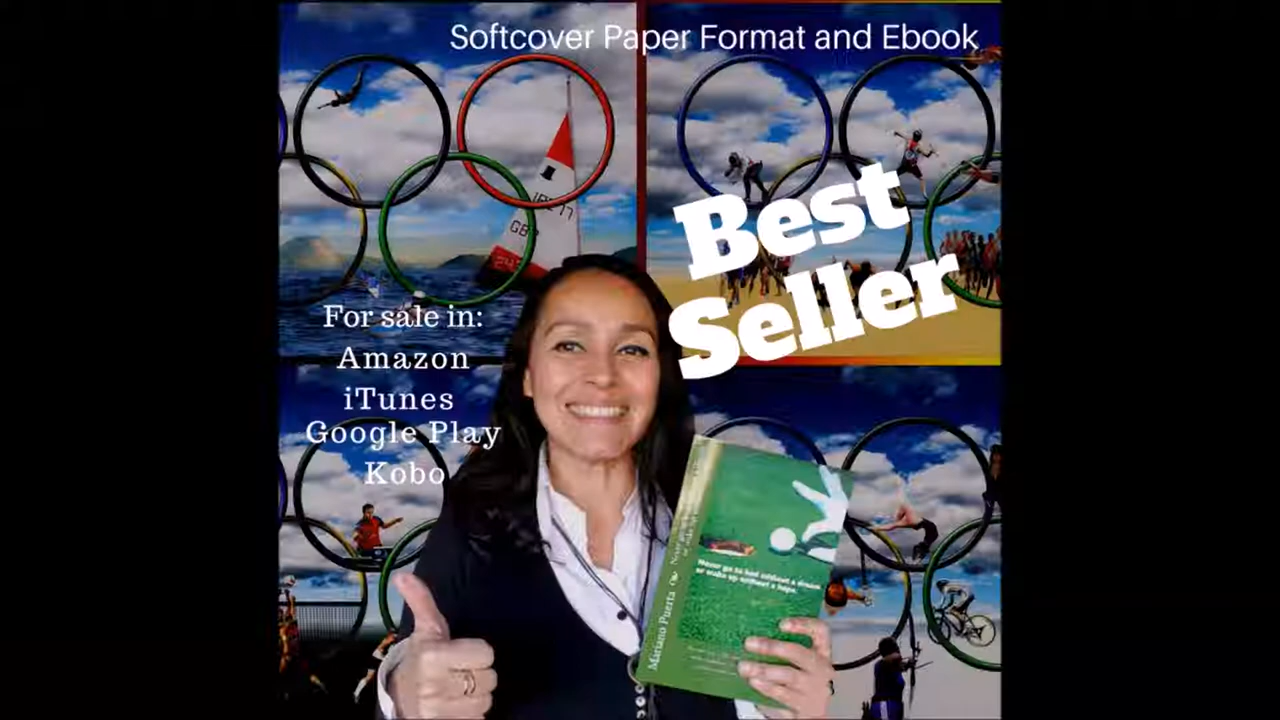 Softcover Paper Format and Ebook
Best
Seller
For sale in:
Amazon
iTunes
Google Play
Kobo
Never go to bed without a dream
or wake up without a hope.
Mariano Puerta
GBR